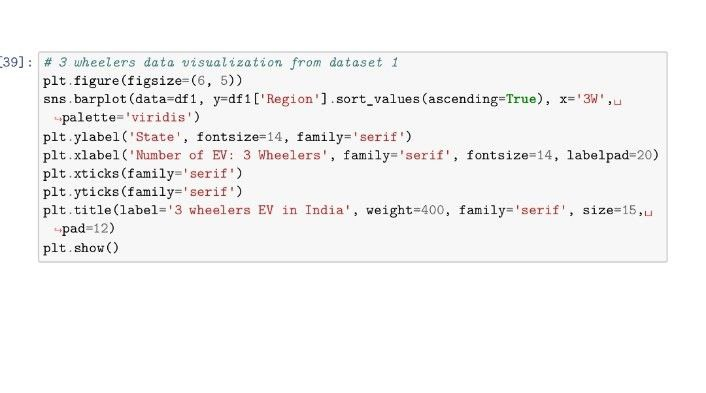 [39]: # 3 wheelers data visualization from dataset 1
plt.figure(figsize=(6, 5))
sns.barplot(data=df1, y=df1['Region'].sort_values(ascending=True), x='3W',␣
↪palette='viridis')
plt.ylabel('State', fontsize=14, family='serif')
plt.xlabel('Number of EV: 3 Wheelers', family='serif', fontsize=14, labelpad=20)
plt.xticks(family='serif')
plt.yticks(family='serif')
plt.title(label='3 wheelers EV in India', weight=400, family='serif', size=15,␣
↪pad=12)
plt.show()